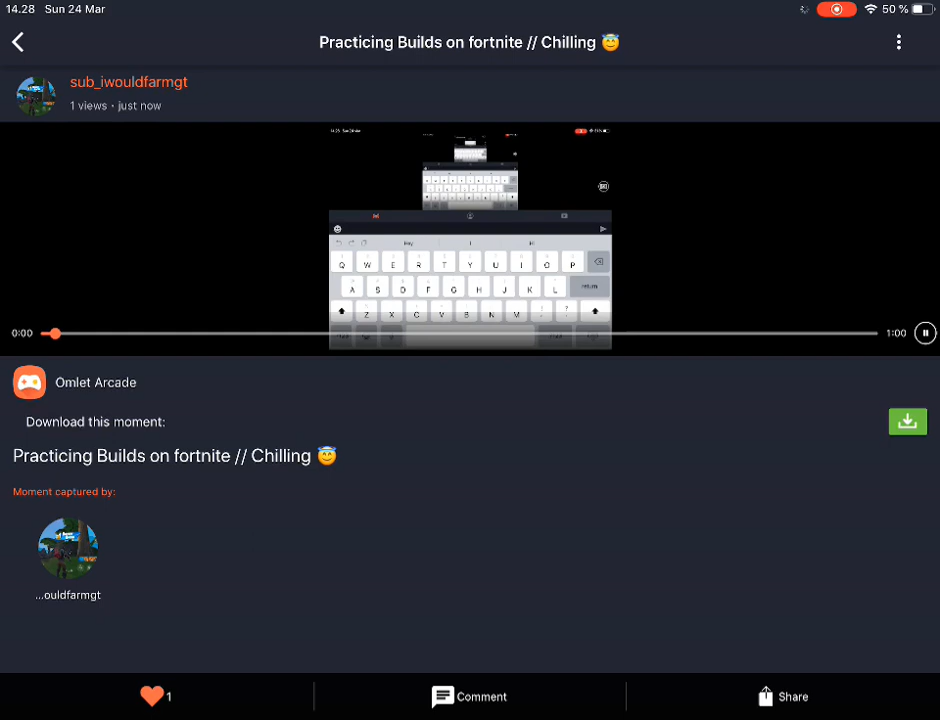 14.28 Sun 24 Mar 50 %
Practicing Builds on fortnite // Chilling 😇
sub_iwouldfarmgt
1 views · just now
Q W E R T Y U I O P
A S D F G H J K L return
Z X C V B N M
0:00 1:00
Omlet Arcade
Download this moment:
Practicing Builds on fortnite // Chilling 😇
Moment captured by:
...ouldfarmgt
1 Comment Share